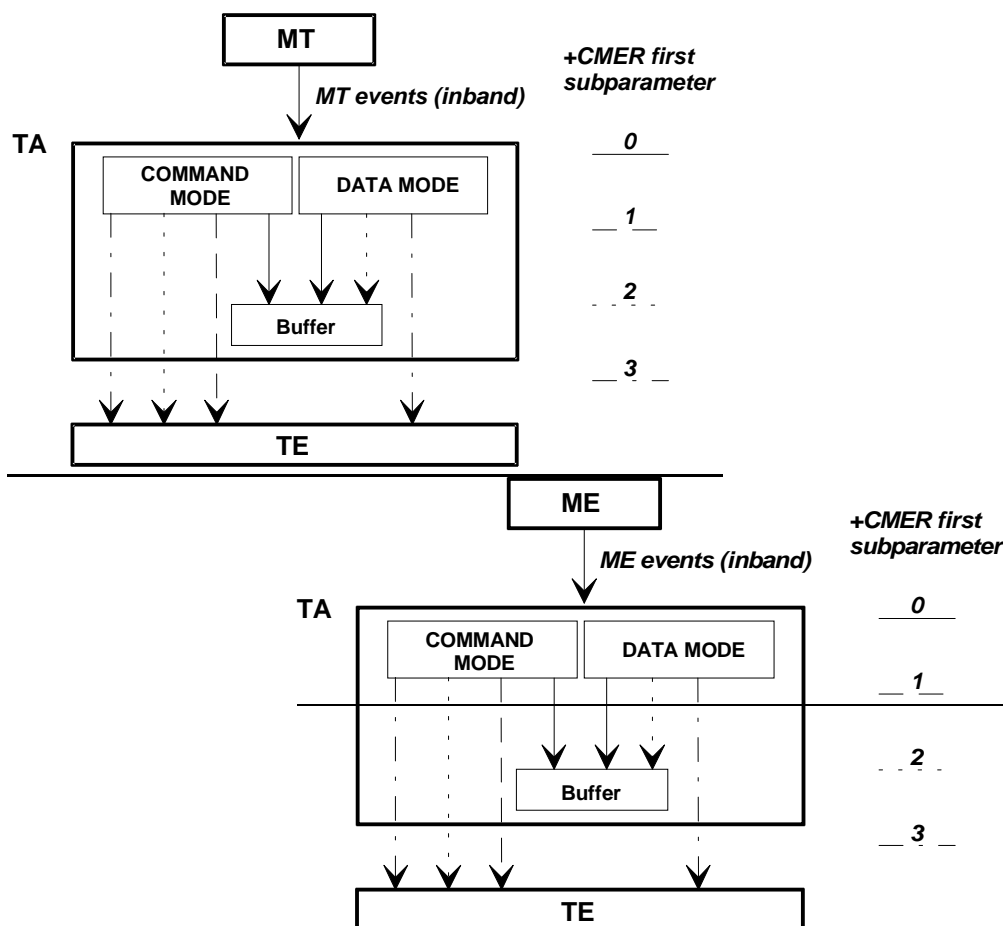 MT
+CMER first
subparameter
MT events (inband)
TA
0
COMMAND
MODE
DATA MODE
1
2
Buffer
3
TE
ME
+CMER first
subparameter
ME events (inband)
TA
0
COMMAND
MODE
DATA MODE
1
2
Buffer
3
TE